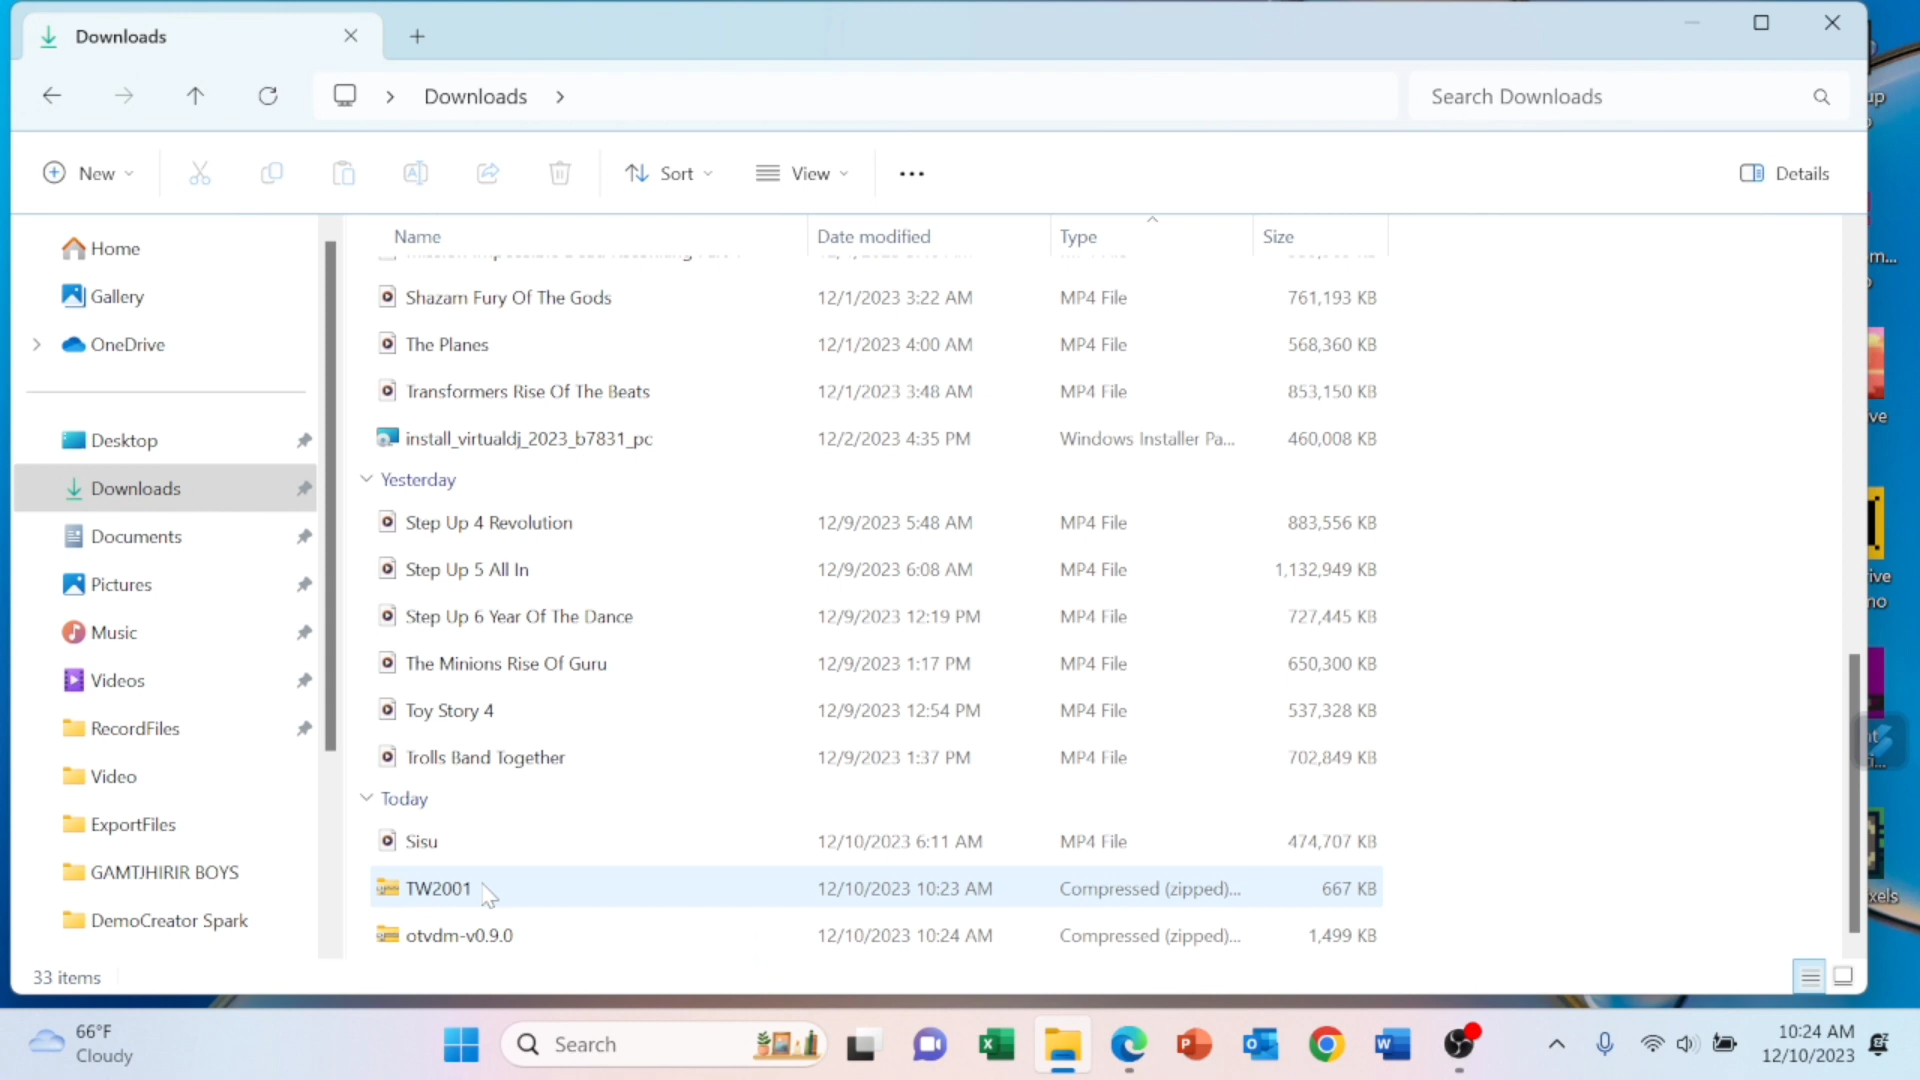 Downloads
Downloads
Search Downloads
New
Sort
View
Details
Home
Gallery
OneDrive
Desktop
Downloads
Documents
Pictures
Music
Videos
RecordFiles
Video
ExportFiles
GAMTJHIRIR BOYS
DemoCreator Spark
Name Date modified Type Size
Shazam Fury Of The Gods 12/1/2023 3:22 AM MP4 File 761,193 KB
The Planes 12/1/2023 4:00 AM MP4 File 568,360 KB
Transformers Rise Of The Beats 12/1/2023 3:48 AM MP4 File 853,150 KB
install_virtualdj_2023_b7831_pc 12/2/2023 4:35 PM Windows Installer Pa... 460,008 KB
Yesterday
Step Up 4 Revolution 12/9/2023 5:48 AM MP4 File 883,556 KB
Step Up 5 All In 12/9/2023 6:08 AM MP4 File 1,132,949 KB
Step Up 6 Year Of The Dance 12/9/2023 12:19 PM MP4 File 727,445 KB
The Minions Rise Of Guru 12/9/2023 1:17 PM MP4 File 650,300 KB
Toy Story 4 12/9/2023 12:54 PM MP4 File 537,328 KB
Trolls Band Together 12/9/2023 1:37 PM MP4 File 702,849 KB
Today
Sisu 12/10/2023 6:11 AM MP4 File 474,707 KB
TW2001 12/10/2023 10:23 AM Compressed (zipped)... 667 KB
otvdm-v0.9.0 12/10/2023 10:24 AM Compressed (zipped)... 1,499 KB
33 items
66°F
Cloudy
Search
10:24 AM
12/10/2023